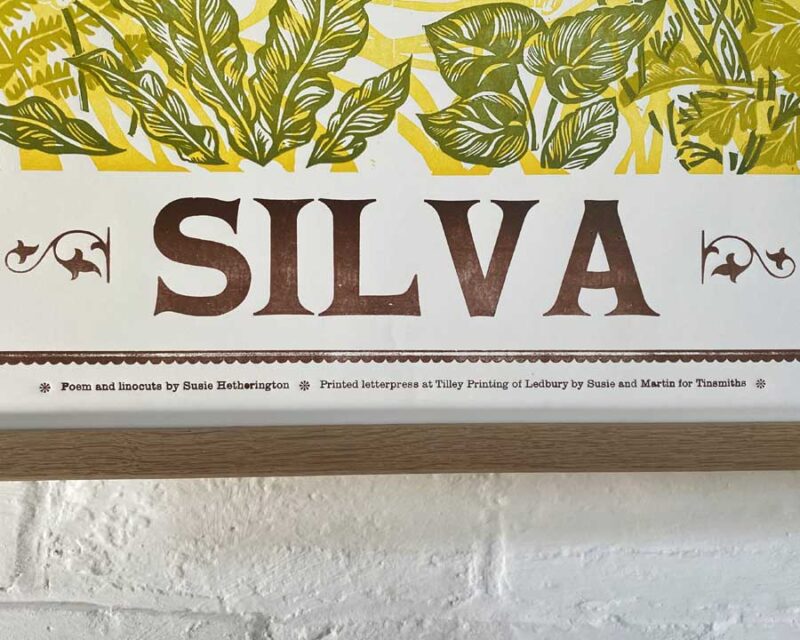 SILVA
Poem and linocuts by Susie Hetherington Printed letterpress at Tilley Printing of Ledbury by Susie and Martin for Tinsmiths